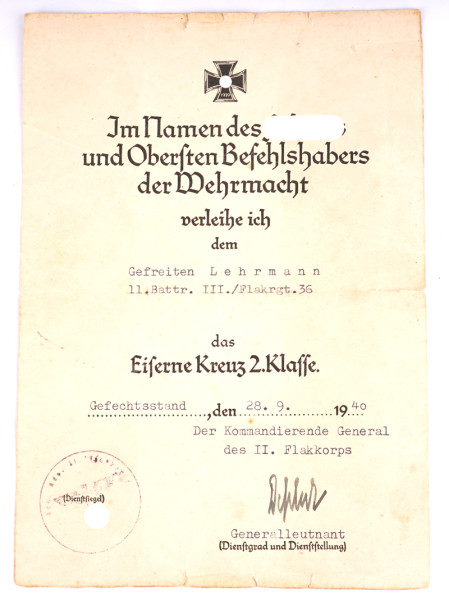 Im Namen des
und Obersten Befehlshabers
der Wehrmacht
verleihe ich
dem
Gefreiten Lehrmann
11.Battr. III./Flakrgt.36
das
Eiserne Kreuz 2.Klasse.
Gefechtsstand, den 28.9. 1940
Der Kommandierende General
des II. Flakkorps
(Dienstsiegel)
Generalleutnant
(Dienstgrad und Dienststellung)